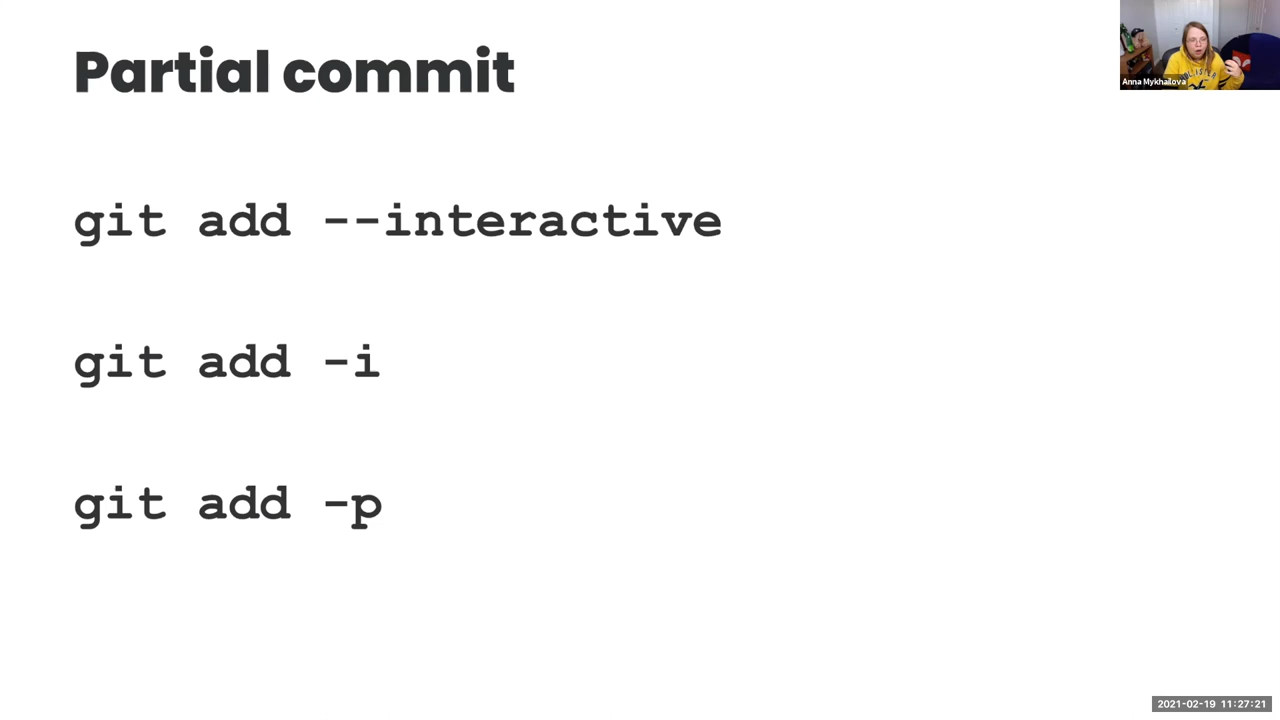 Partial commit
Anna Mykhailova
git add --interactive
git add -i
git add -p
2021-02-19 11:27:21